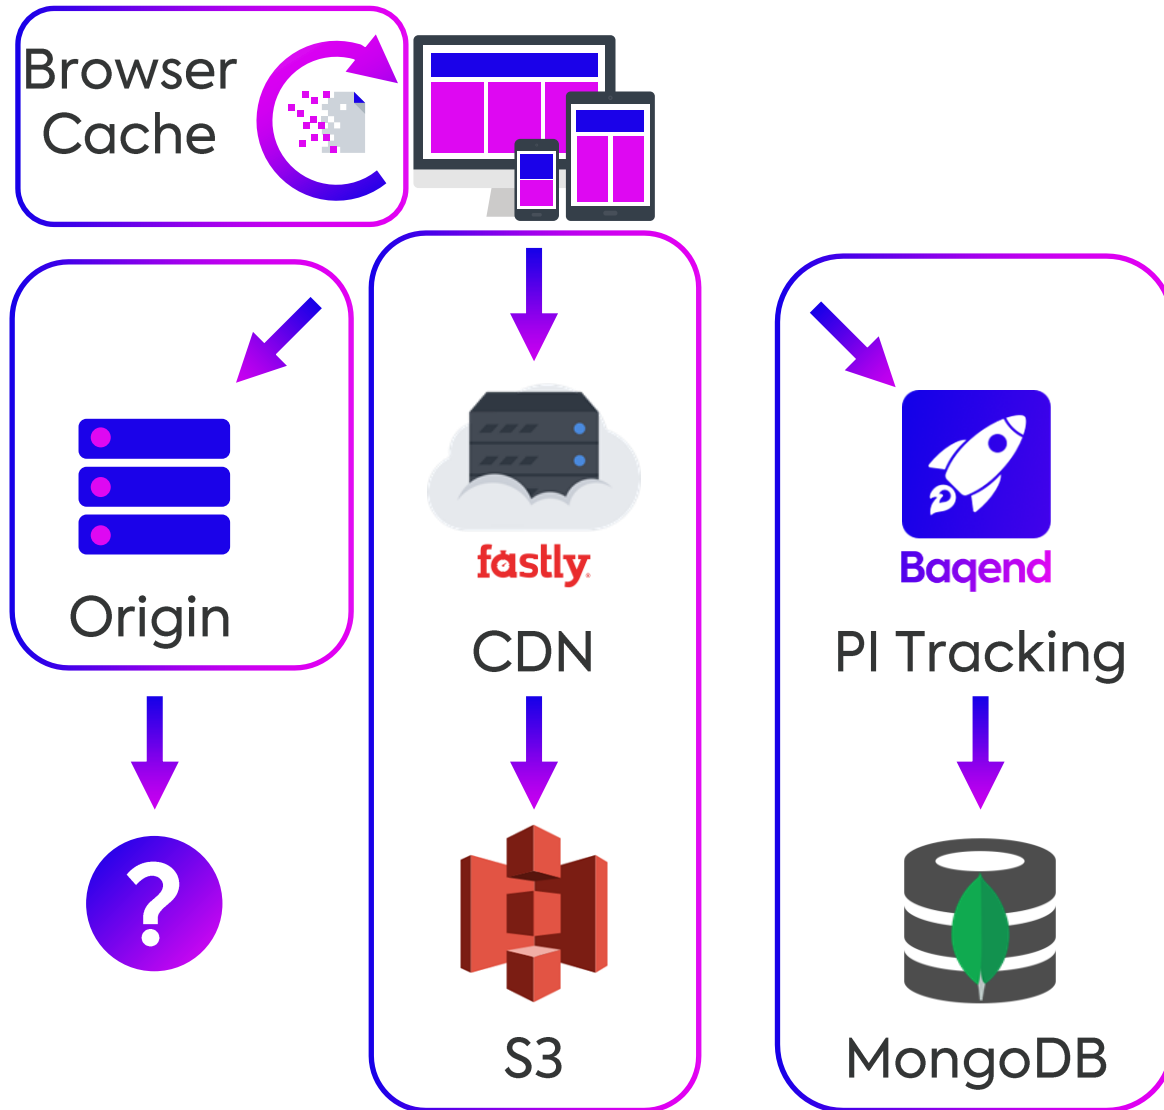 Browser
Cache
Origin
?
fastly
CDN
S3
Baqend
PI Tracking
MongoDB